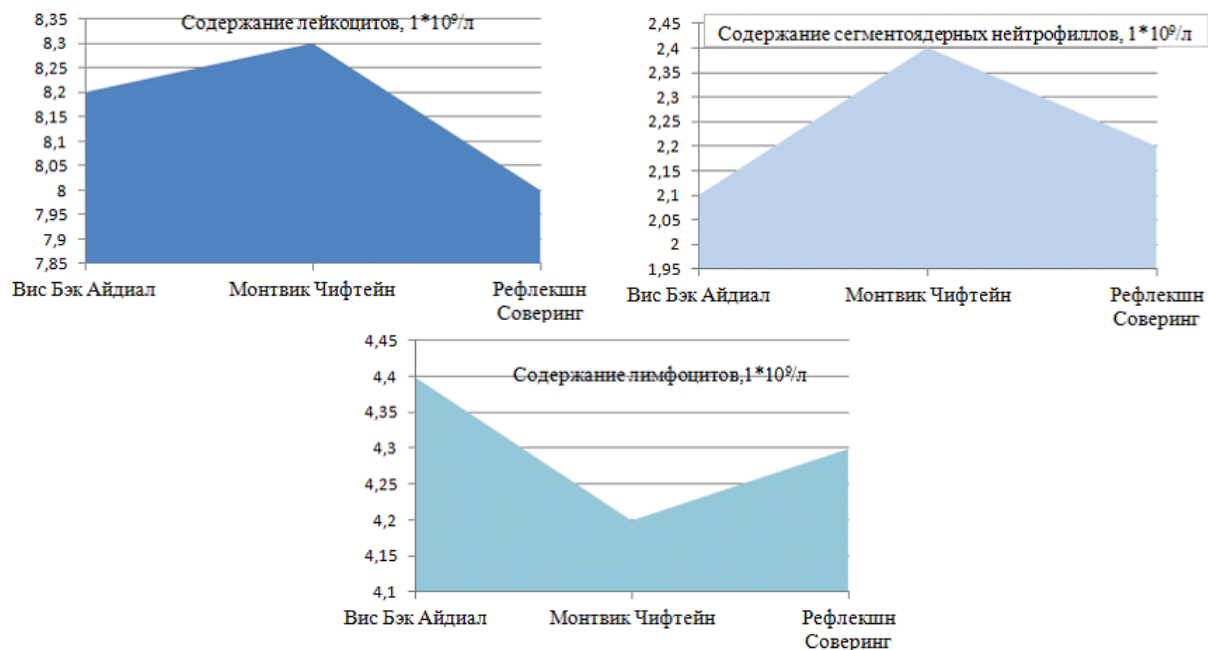 Содержание лейкоцитов, 1*10⁹/л
8,35
8,3
8,25
8,2
8,15
8,1
8,05
8
7,95
7,9
7,85
Вис Бэк Айдиал
Монтвик Чифтейн
Рефлекшн
Соверинг
Содержание сегментоядерных нейтрофиллов, 1*10⁹/л
2,45
2,4
2,35
2,3
2,25
2,2
2,15
2,1
2,05
2
1,95
Вис Бэк Айдиал
Монтвик Чифтейн
Рефлекшн
Соверинг
Содержание лимфоцитов,1*10⁹/л
4,45
4,4
4,35
4,3
4,25
4,2
4,15
4,1
Вис Бэк Айдиал
Монтвик Чифтейн
Рефлекшн
Соверинг